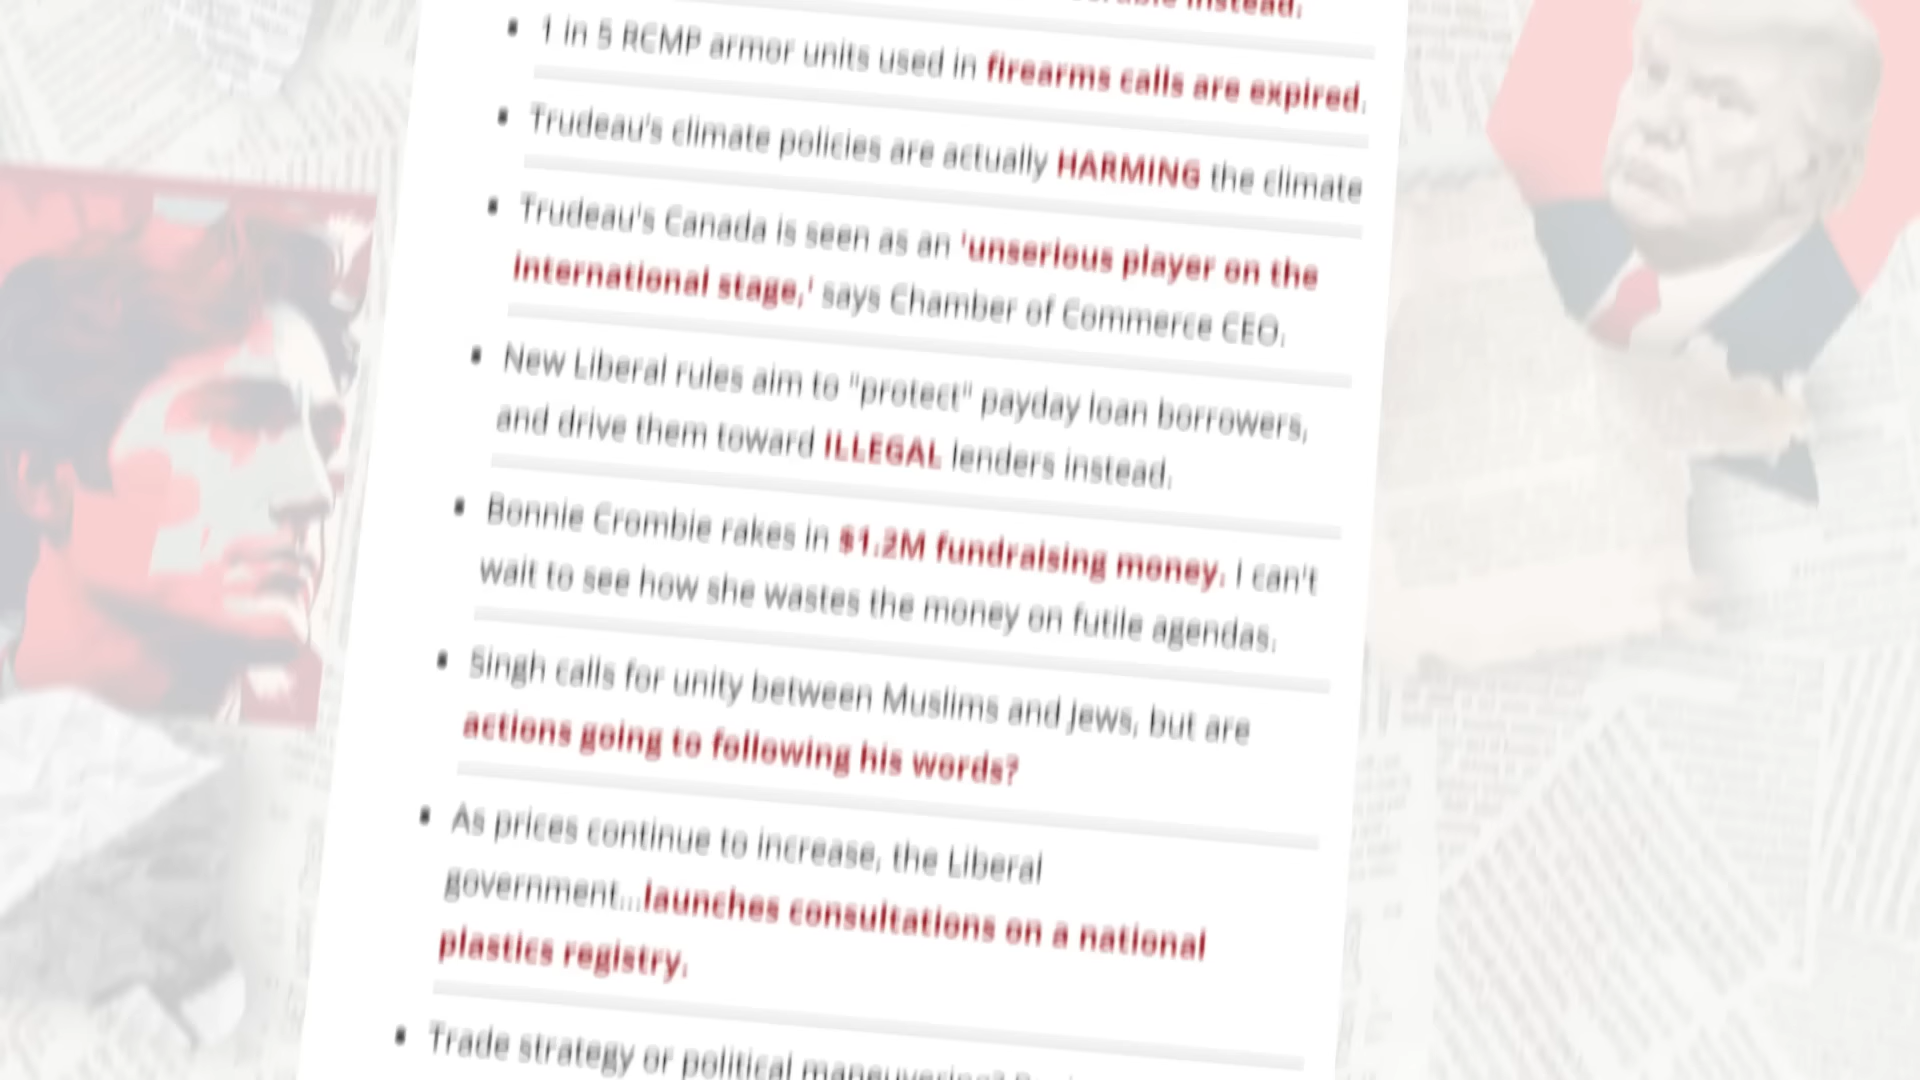 instead.
1 in 5 RCMP armor units used in firearms calls are expired.
Trudeau's climate policies are actually HARMING the climate
Trudeau's Canada is seen as an 'unserious player on the
international stage,' says Chamber of Commerce CEO.
New Liberal rules aim to "protect" payday loan borrowers,
and drive them toward ILLEGAL lenders instead.
Bonnie Crombie rakes in $1.2M fundraising money. I can't
wait to see how she wastes the money on futile agendas.
Singh calls for unity between Muslims and Jews, but are
actions going to following his words?
As prices continue to increase, the Liberal
government...launches consultations on a national
plastics registry.
Trade strategy or political maneuvering?